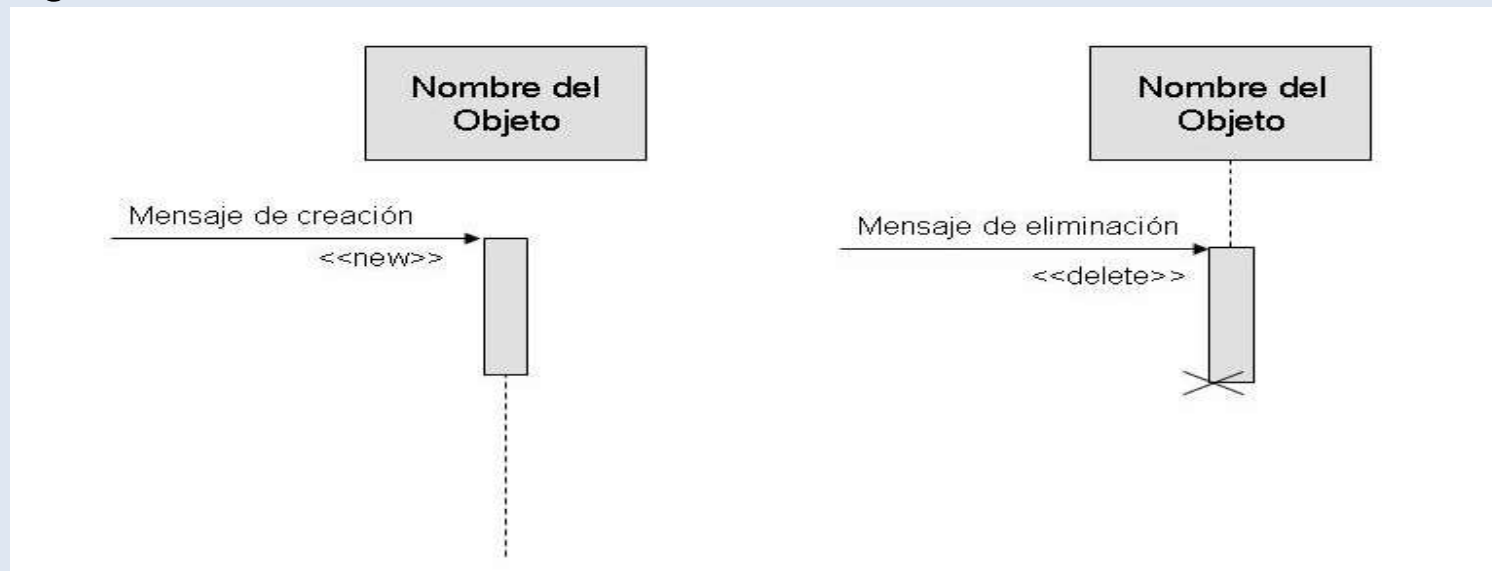 Nombre del
Objeto
Mensaje de creación
<<new>>
Nombre del
Objeto
Mensaje de eliminación
<<delete>>